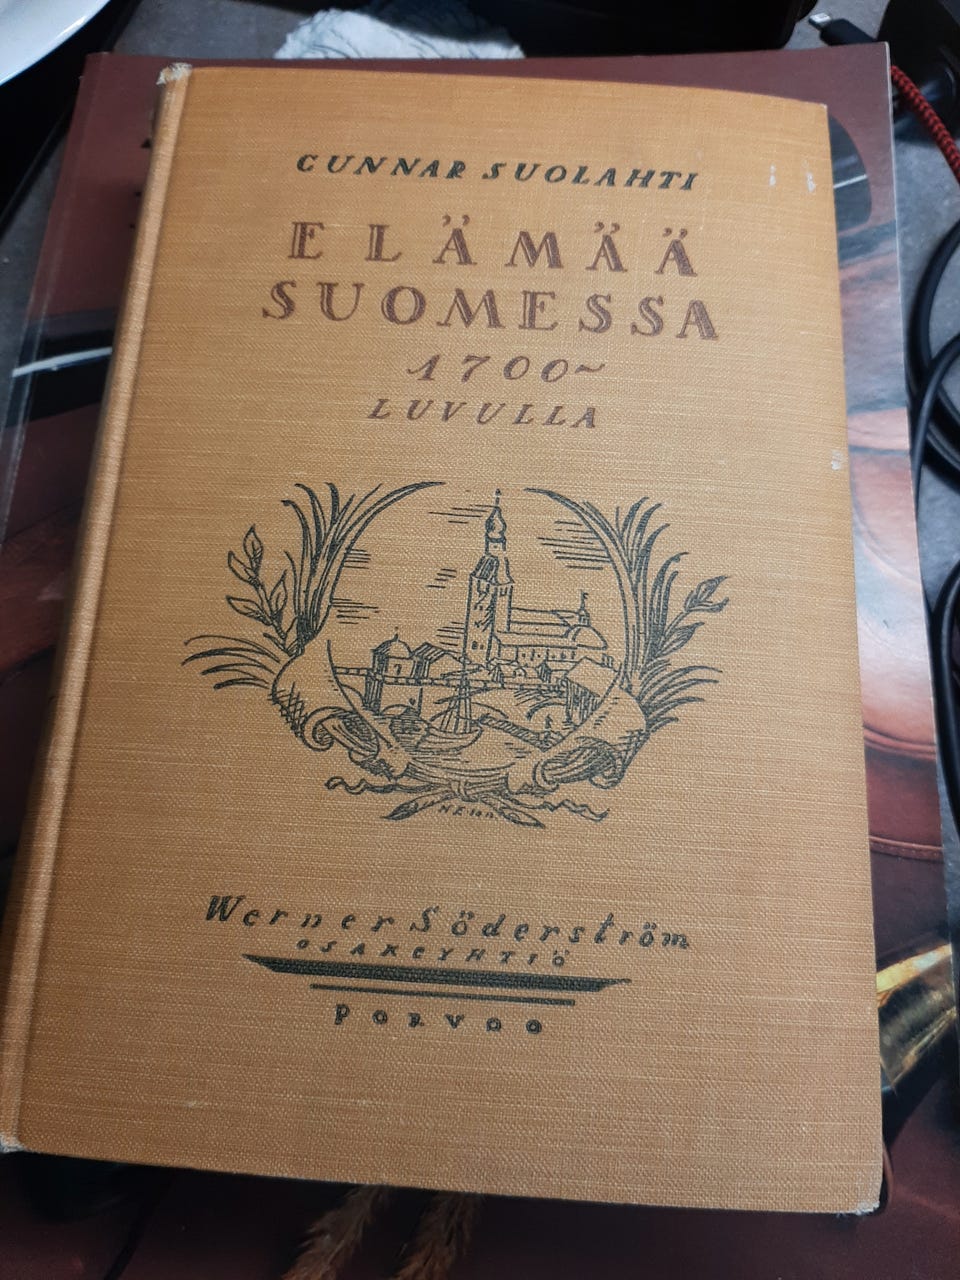 GUNNAR SUOLAHTI
ELÄMÄÄ
SUOMESSA
1700~
LUVULLA
Werner Söderström
OSAKEYHTIÖ
PORVOO